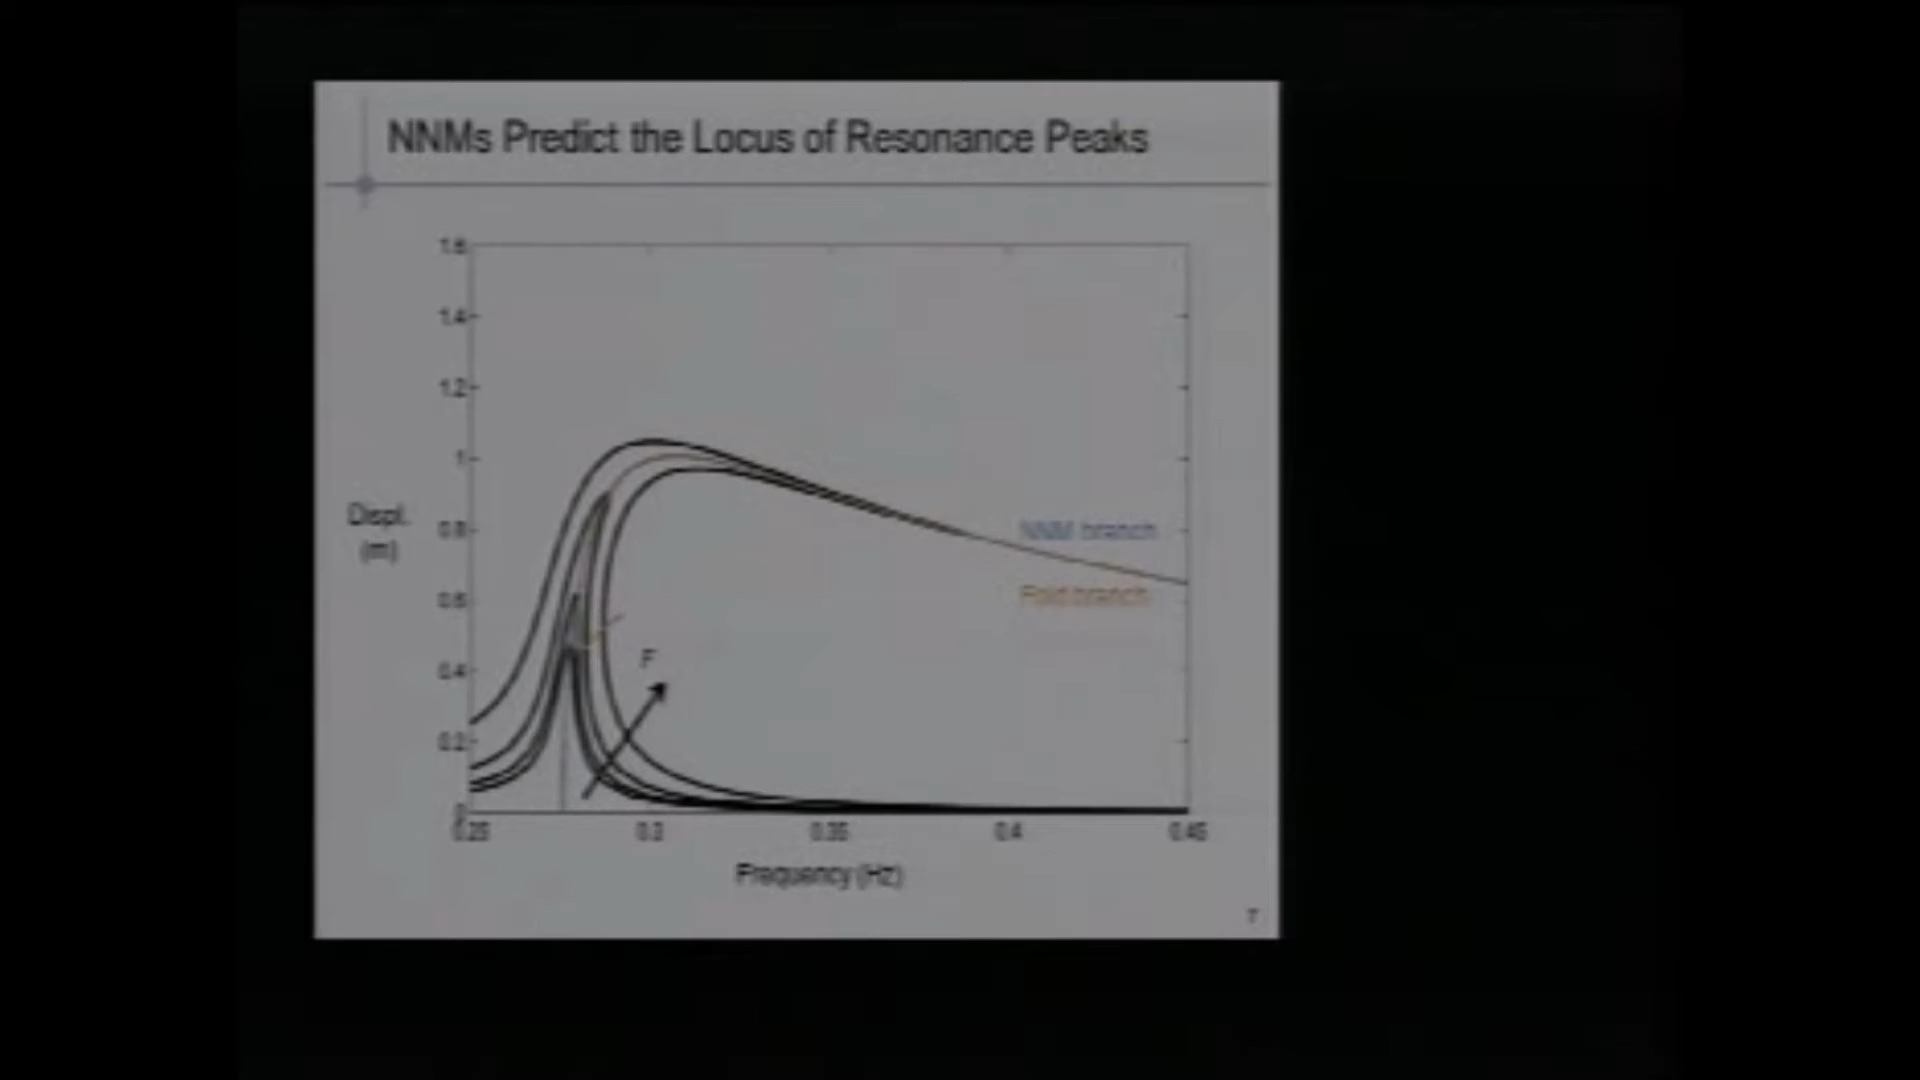 NNMs Predict the Locus of Resonance Peaks
1.6
1.4
1.2
1
Displ.
(m)
0.8
0.6
0.4
0.2
0
NNM branch
Fold branch
F
0.25
0.3
0.35
0.4
0.45
Frequency (Hz)
7